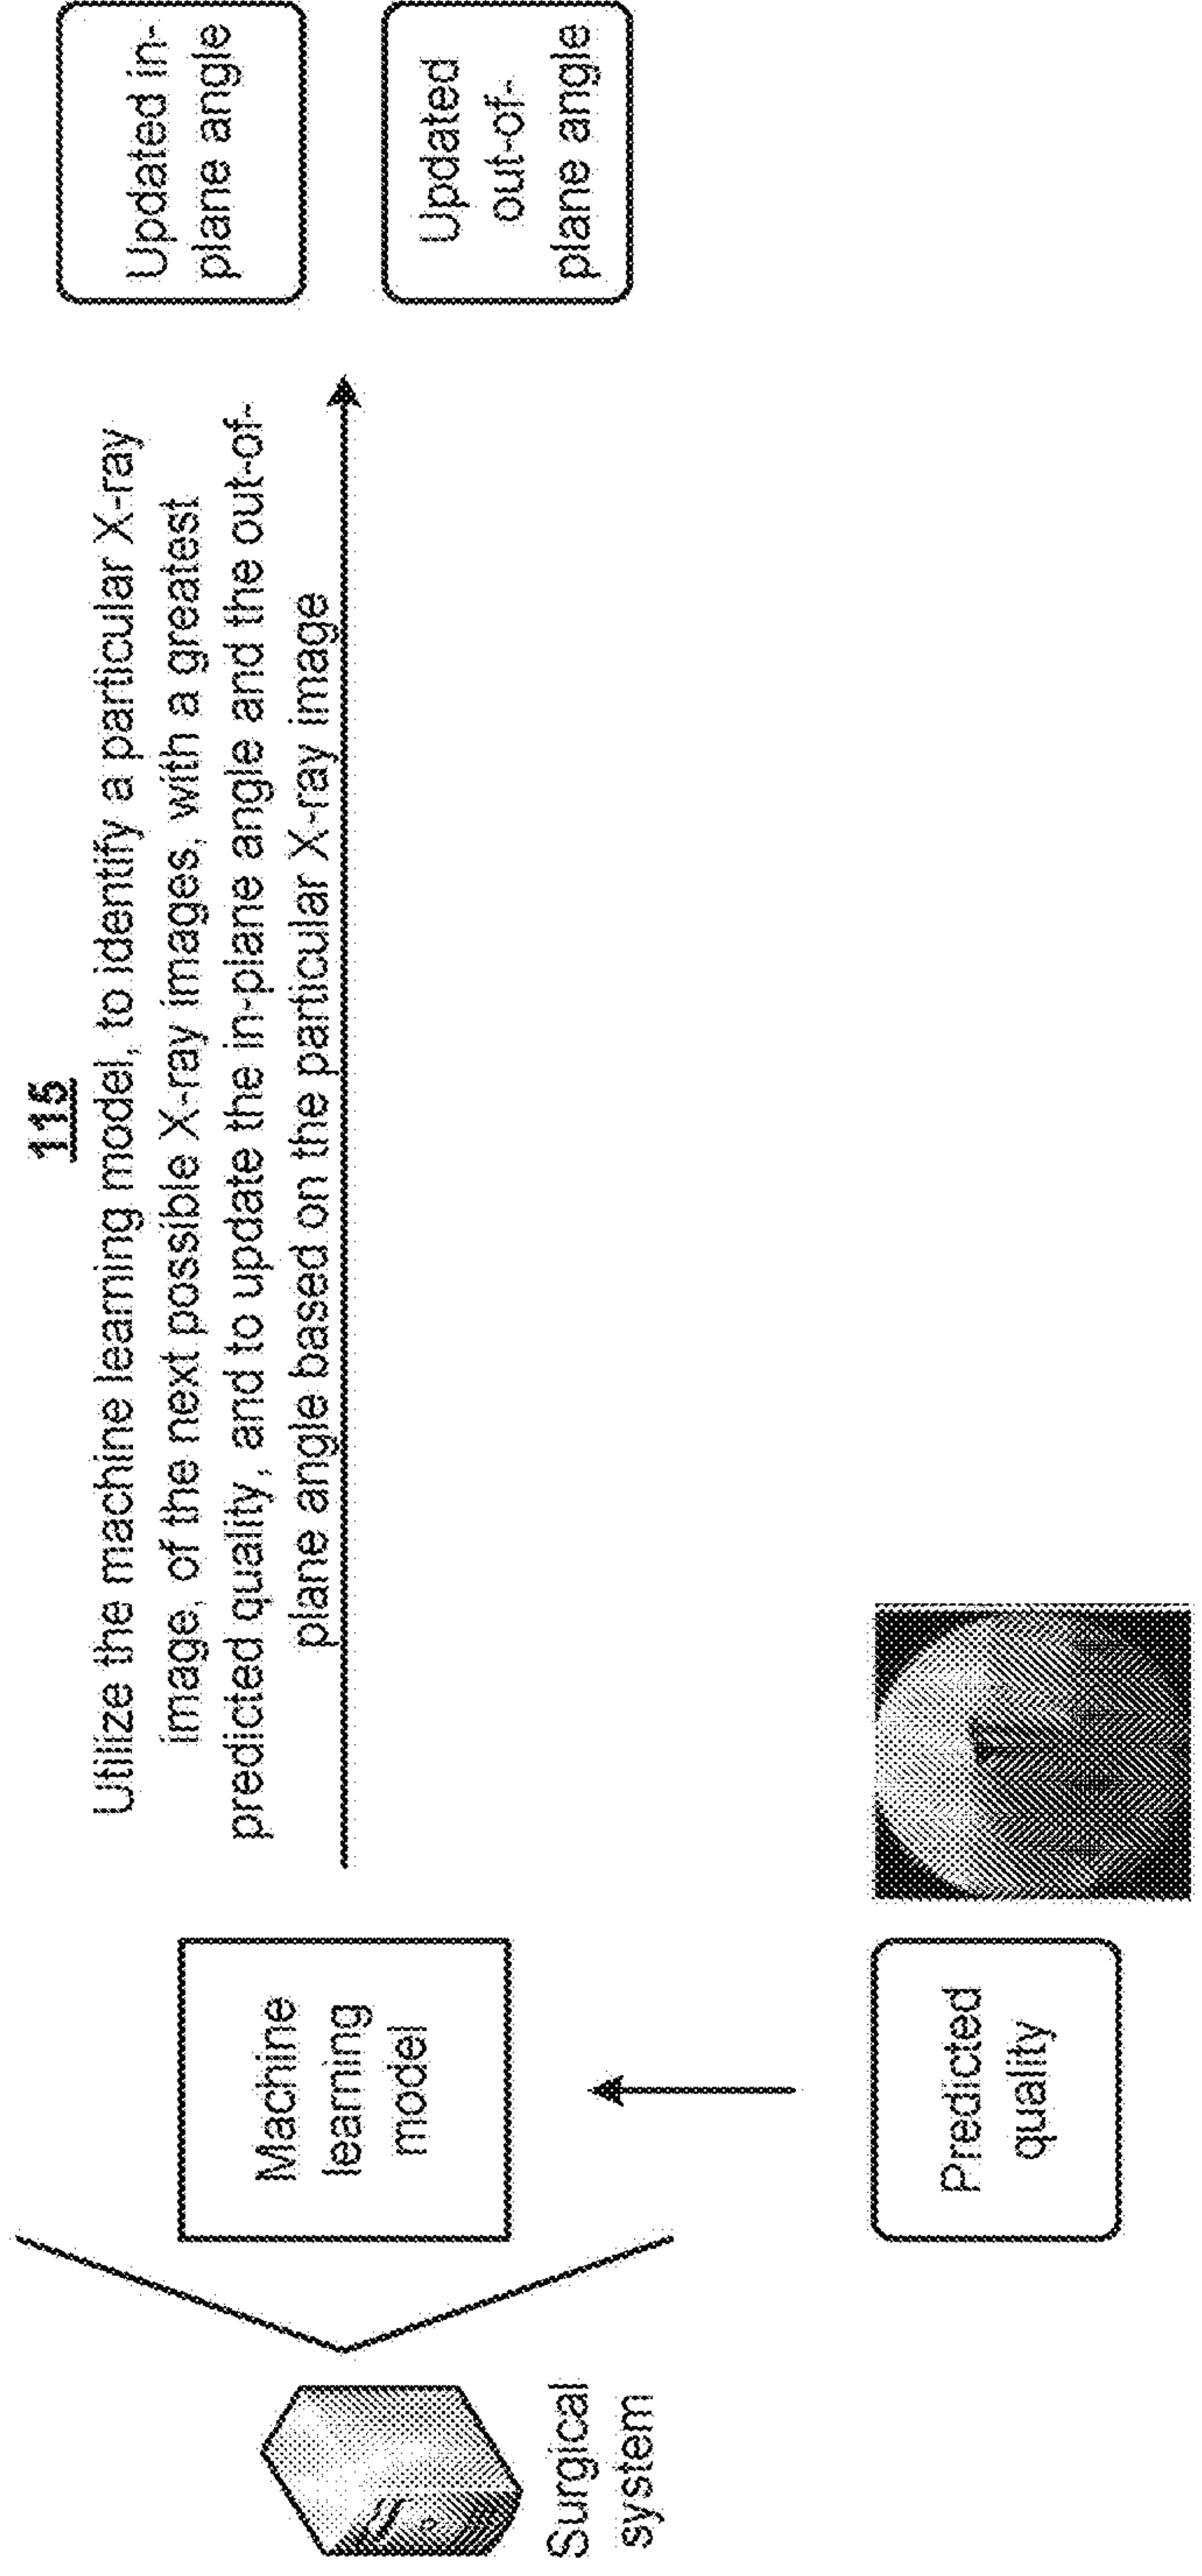 115
Utilize the machine learning model, to identify a particular X-ray
image, of the next possible X-ray images, with a greatest
predicted quality, and to update the in-plane angle and the out-of-
plane angle based on the particular X-ray image
Surgical
system
Machine
learning
model
Predicted
quality
Updated in-
plane angle
Updated
out-of-
plane angle